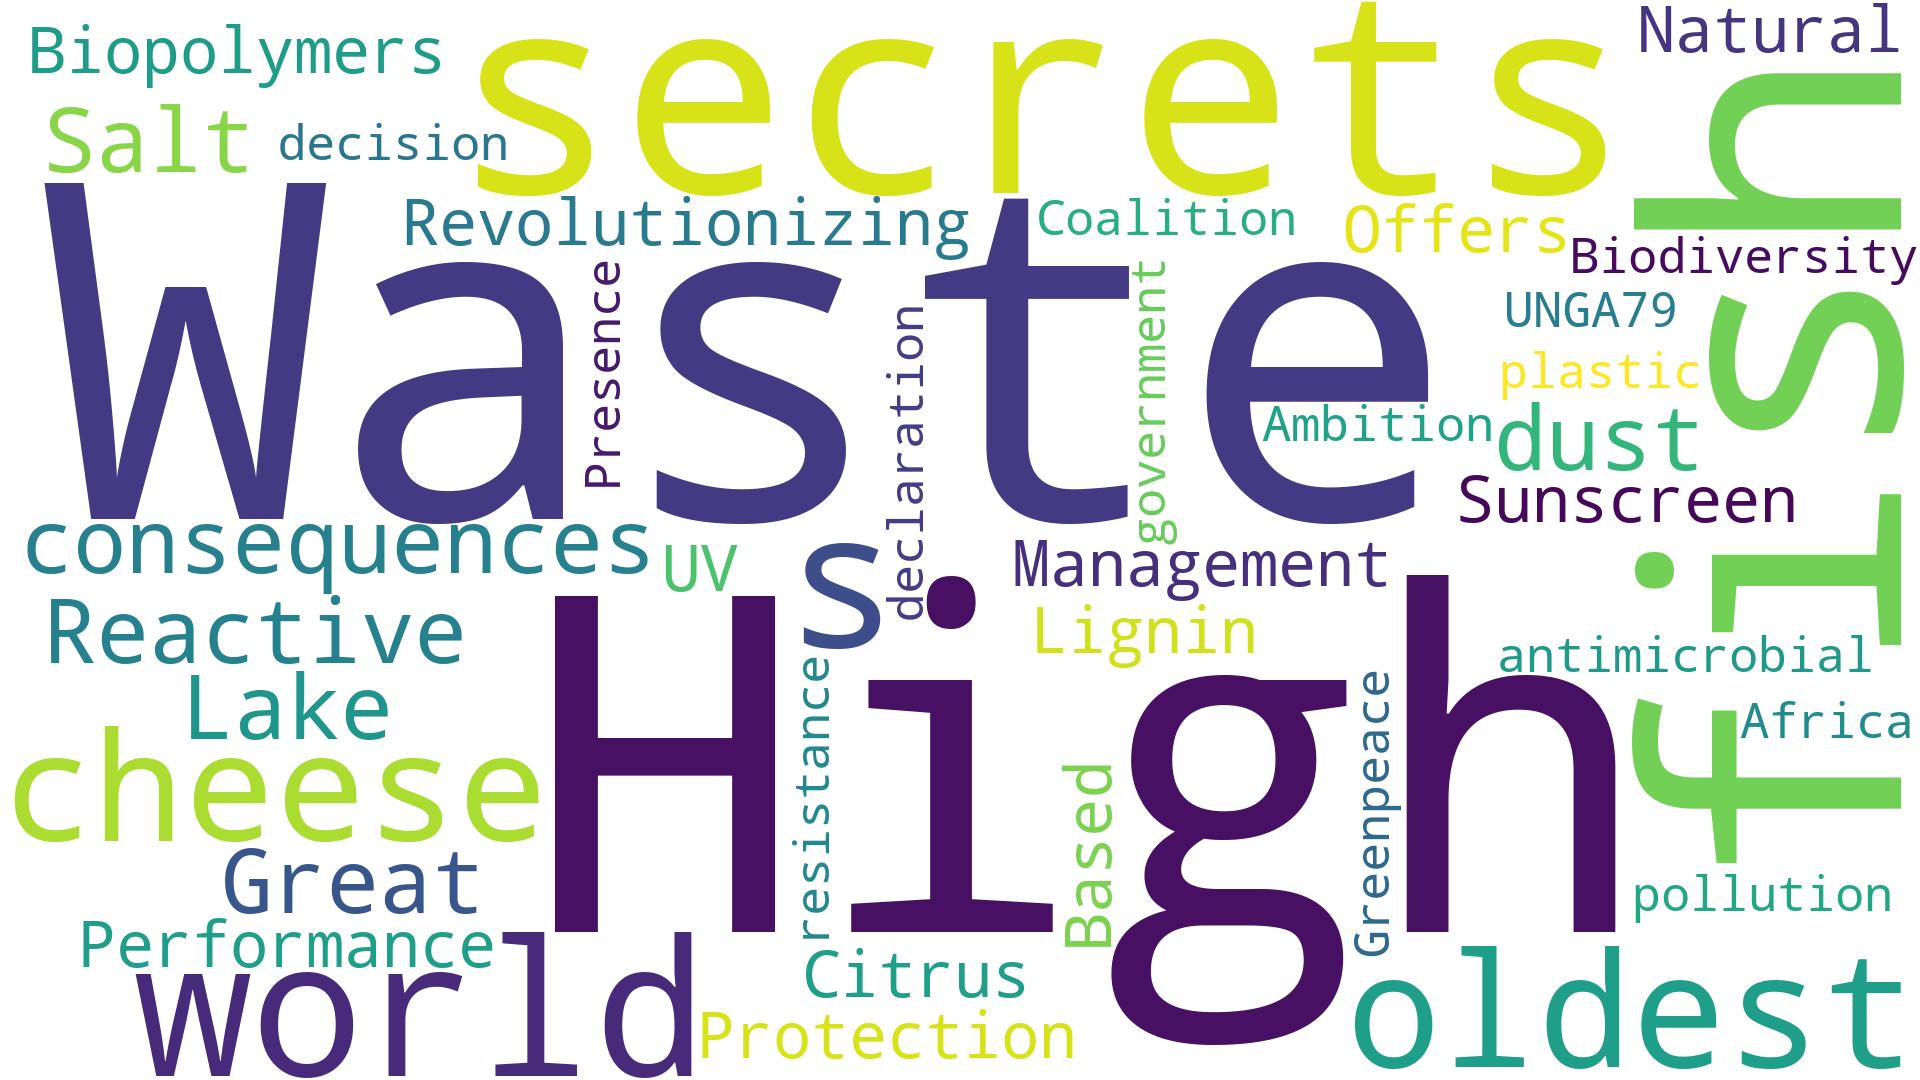 Biopolymers
secrets
Natural
Salt
decision
fish
Waste
Revolutionizing
Coalition
Offers
Biodiversity
Presence
declaration
government
UNGA79
plastic
Ambition
dust
Sunscreen
consequences
UV
s
Management
Reactive
High
Lignin
antimicrobial
Lake
resistance
Based
Greenpeace
Africa
cheese
Great
pollution
Performance
world
Citrus
oldest
Protection